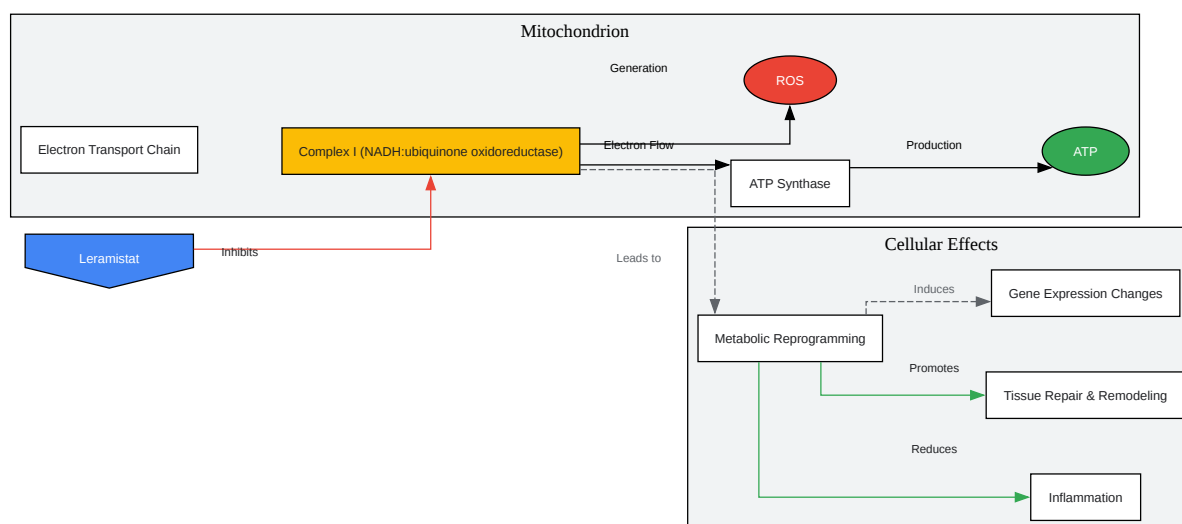 Mitochondrion
Generation
ROS
Electron Transport Chain
Complex I (NADH:ubiquinone oxidoreductase)
Electron Flow
Production
ATP
ATP Synthase
Leramistat
Inhibits
Leads to
Cellular Effects
Induces
Gene Expression Changes
Metabolic Reprogramming
Promotes
Tissue Repair & Remodeling
Reduces
Inflammation